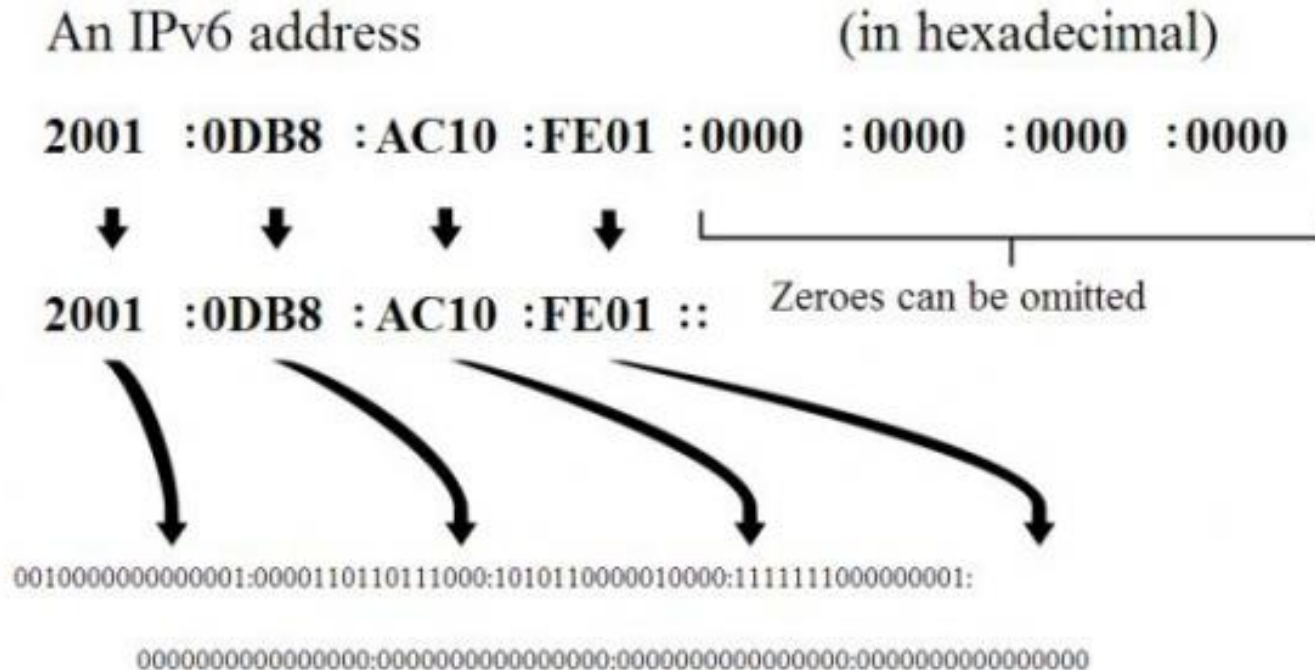 An IPv6 address (in hexadecimal)
2001 :0DB8 :AC10 :FE01 :0000 :0000 :0000 :0000
Zeroes can be omitted
2001 :0DB8 :AC10 :FE01 ::
0010000000000001:0000110110111000:1010110000010000:1111111000000001:
0000000000000000:0000000000000000:0000000000000000:0000000000000000